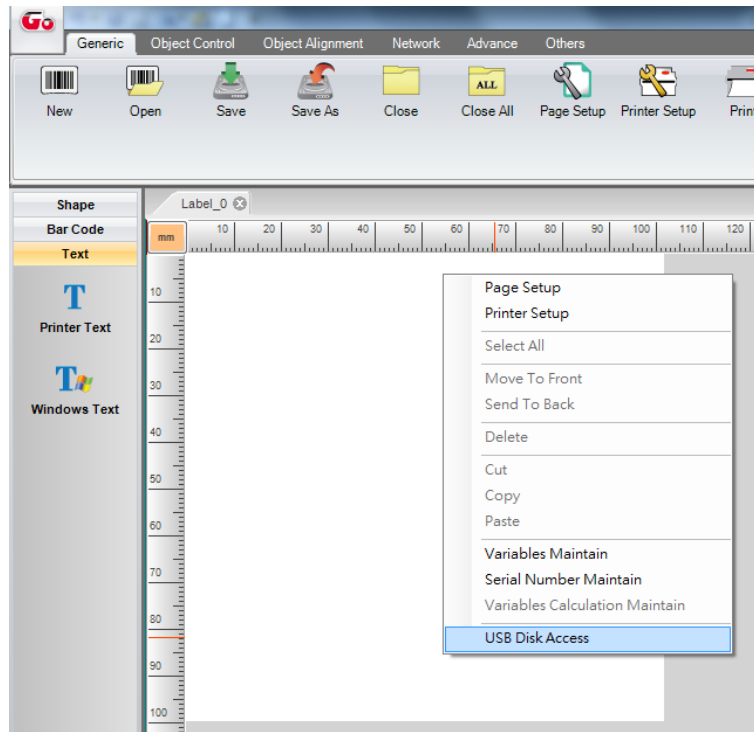 Go
Generic Object Control Object Alignment Network Advance Others
ALL
New Open Save Save As Close Close All Page Setup Printer Setup
Shape
Label_0
Bar Code
mm 10 20 30 40 50 60 70 80 90 100 110 120
Text
T
Printer Text
T
Windows Text
10
20
30
40
50
60
70
80
90
100
Page Setup
Printer Setup
Select All
Move To Front
Send To Back
Delete
Cut
Copy
Paste
Variables Maintain
Serial Number Maintain
Variables Calculation Maintain
USB Disk Access